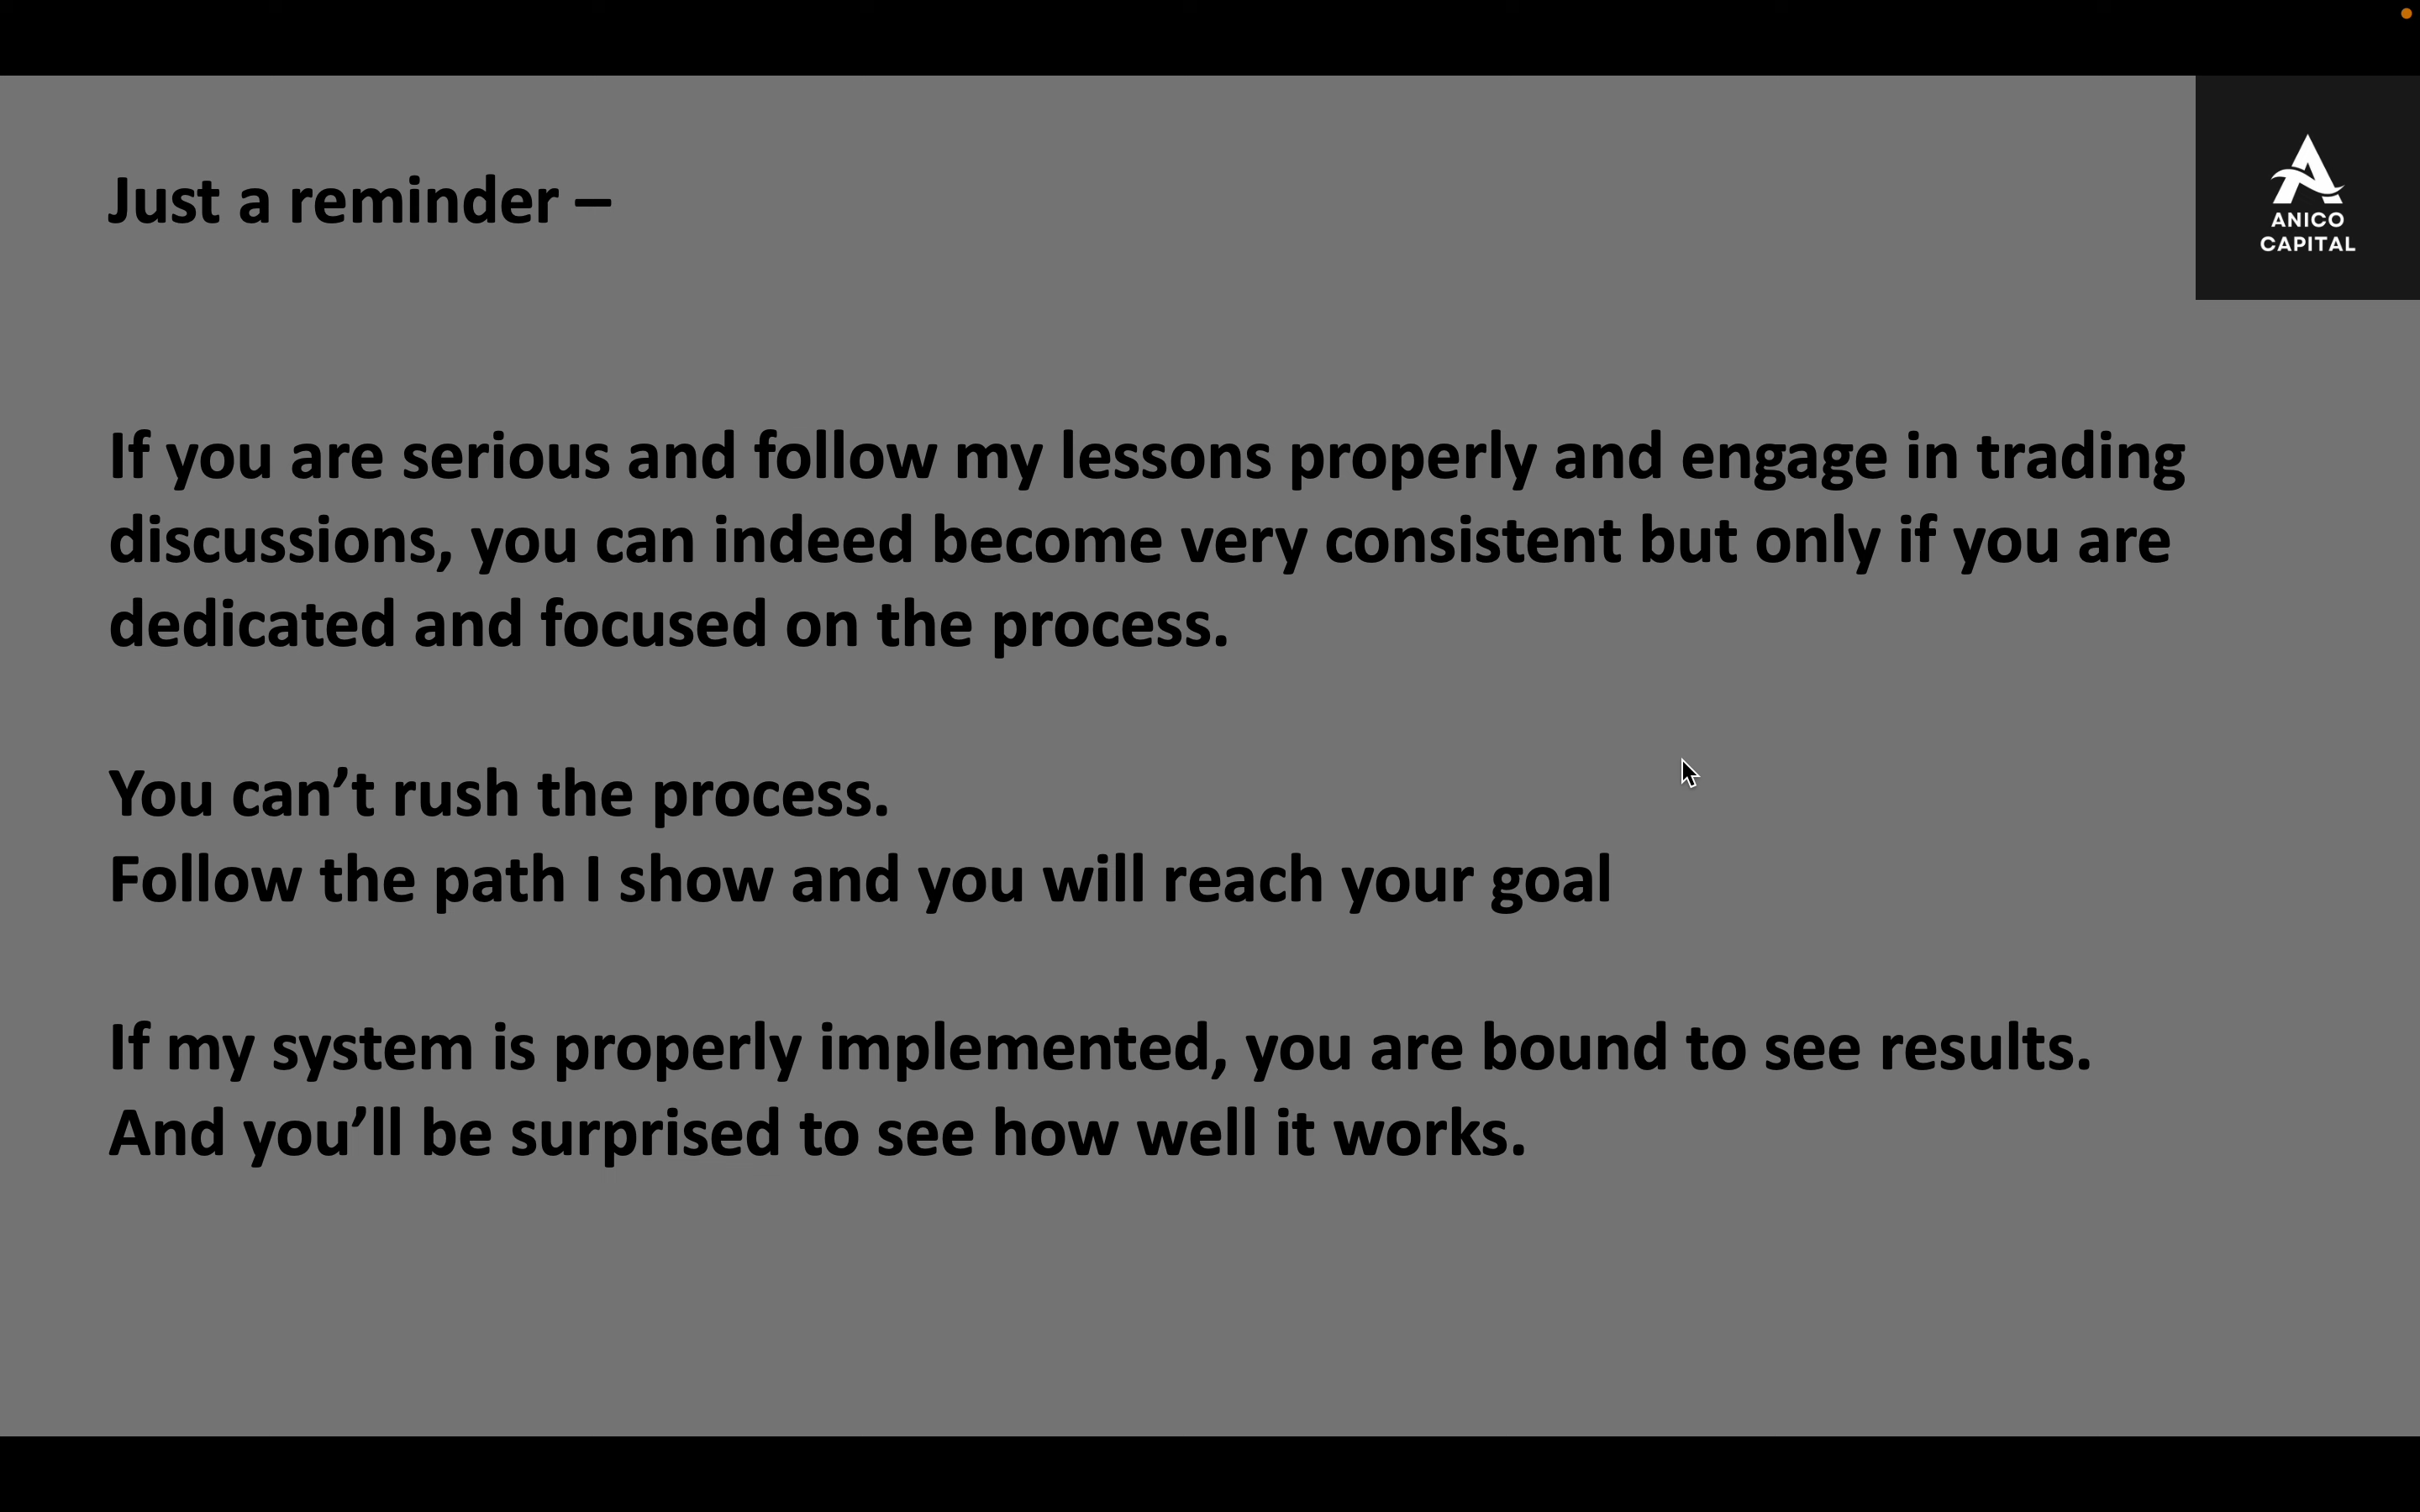 Just a reminder –
ANICO
CAPITAL
If you are serious and follow my lessons properly and engage in trading
discussions, you can indeed become very consistent but only if you are
dedicated and focused on the process.
You can’t rush the process.
Follow the path I show and you will reach your goal
If my system is properly implemented, you are bound to see results.
And you’ll be surprised to see how well it works.